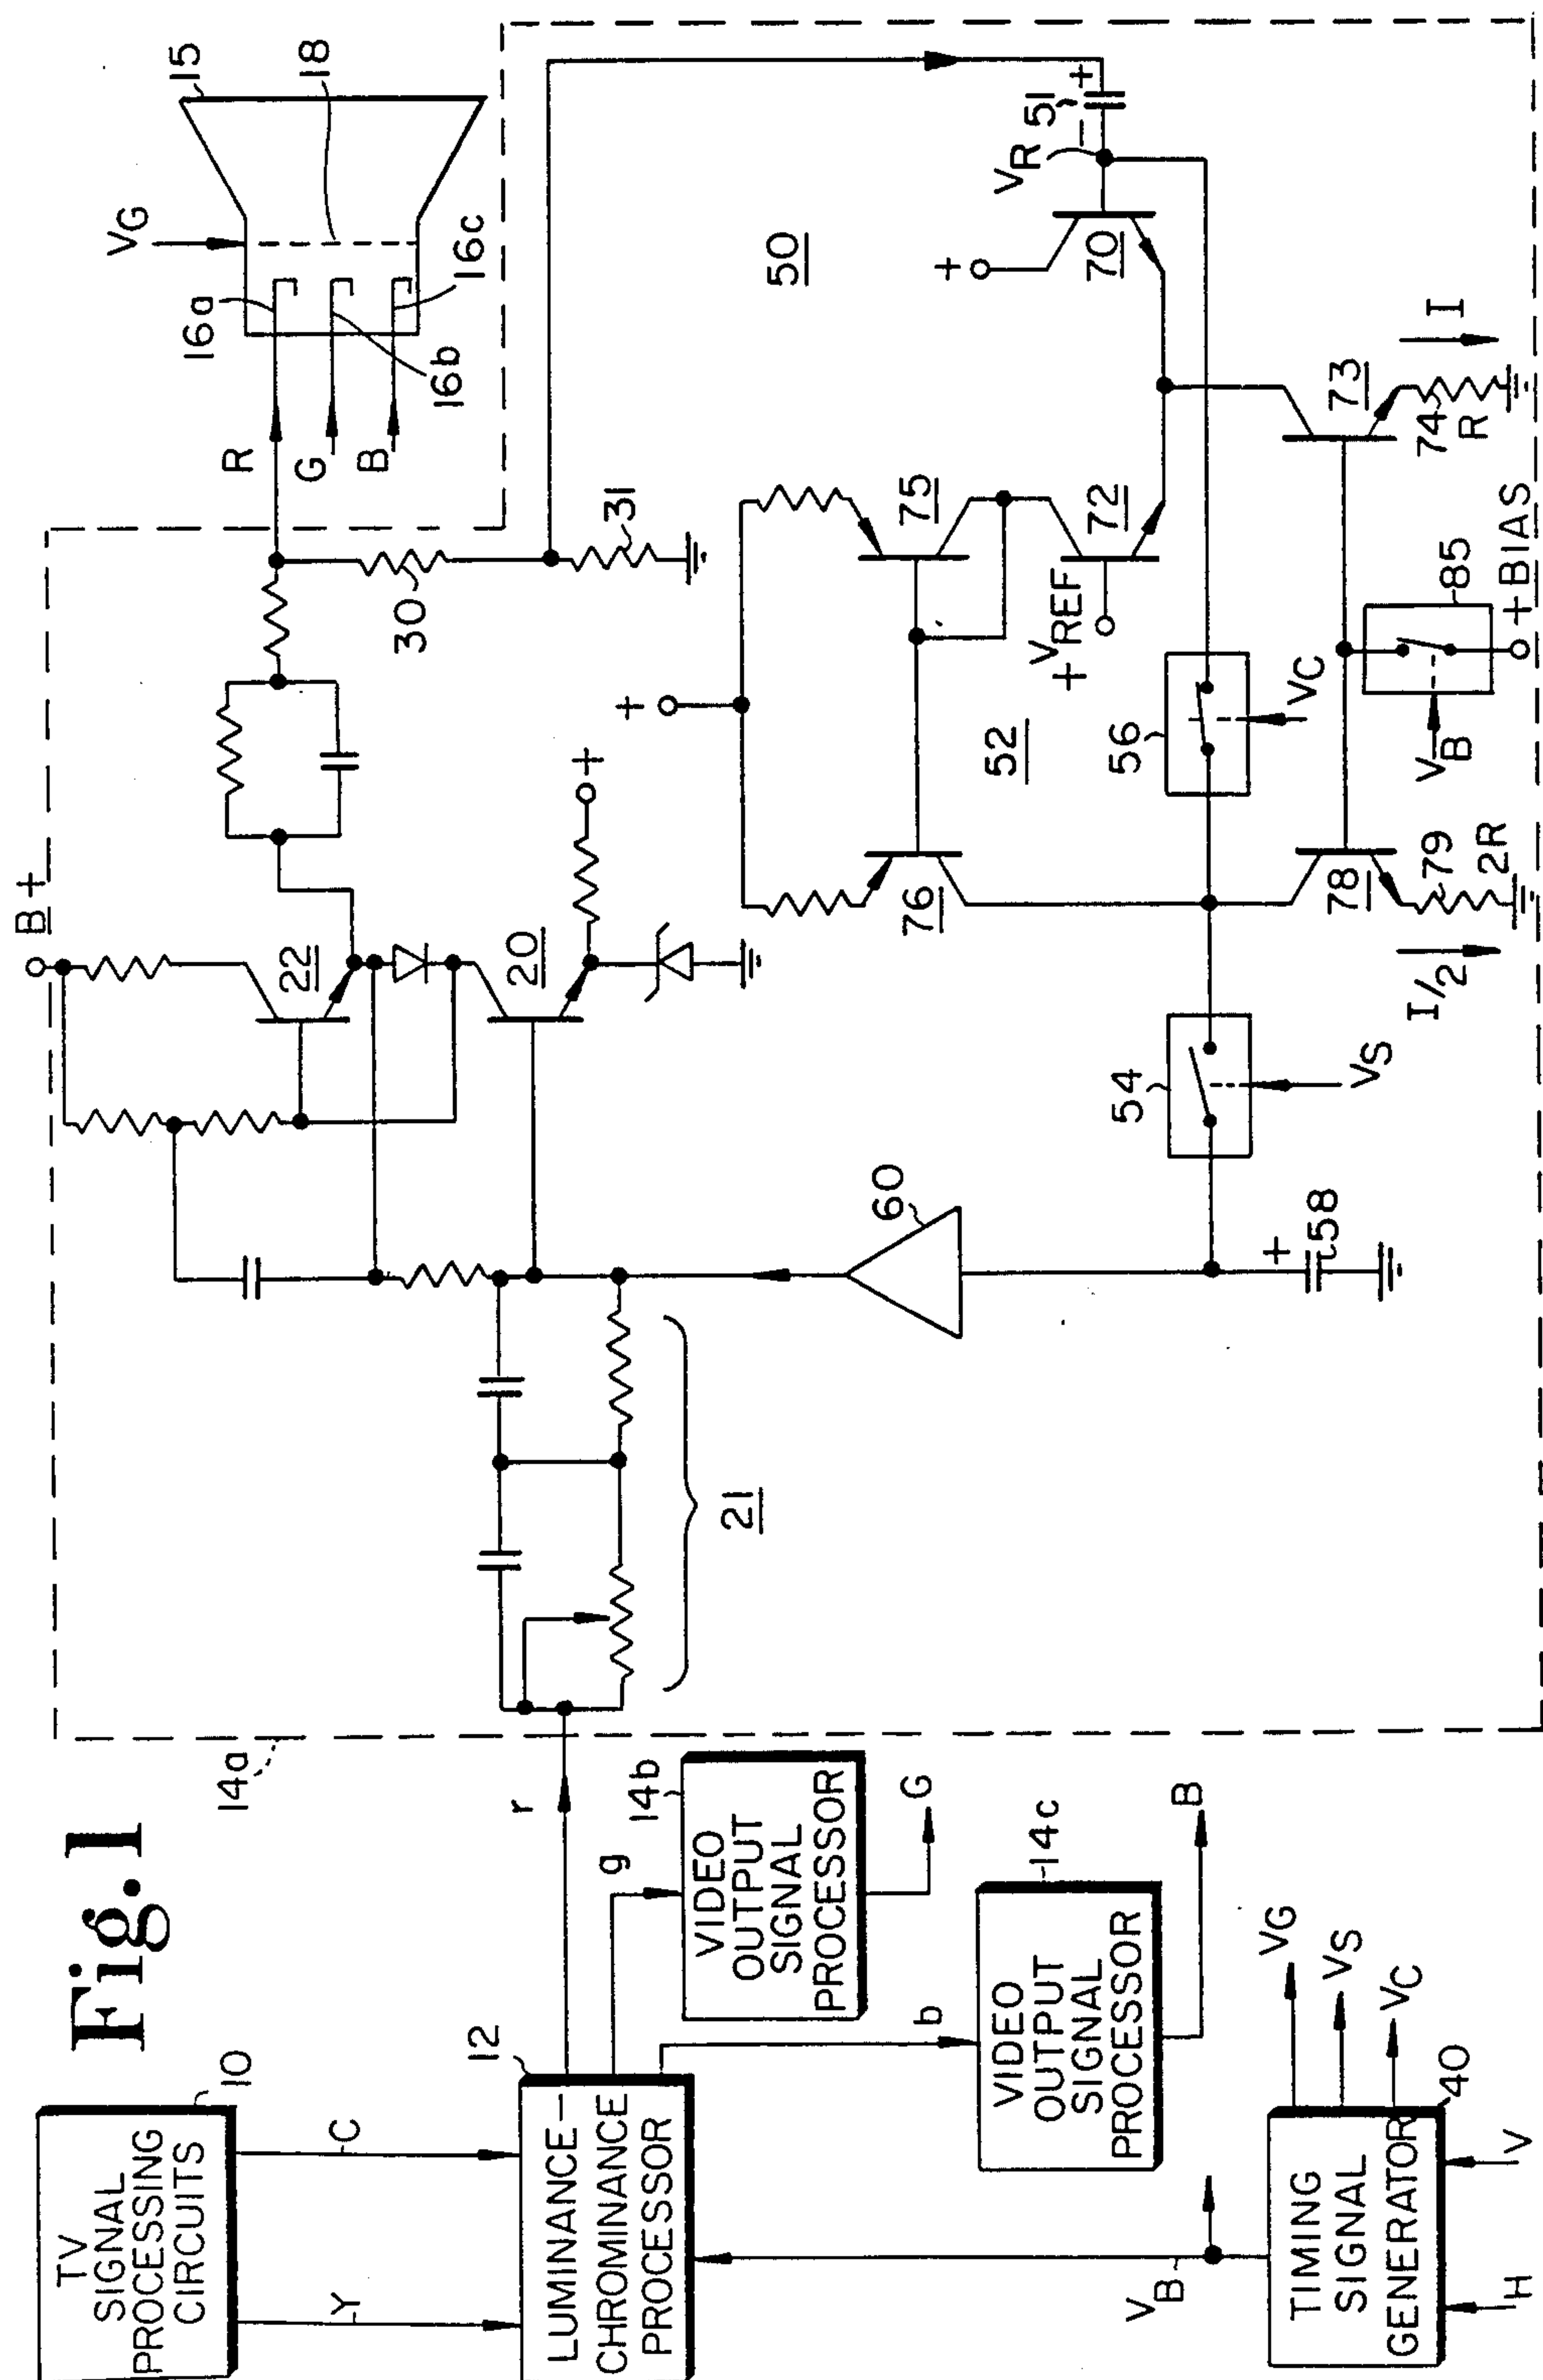 Fig.1
TV
SIGNAL
PROCESSING
CIRCUITS
10
Y
C
LUMINANCE-
CHROMINANCE
PROCESSOR
12
r
g
b
14a
VIDEO
OUTPUT
SIGNAL
PROCESSOR
14b
G
VIDEO
OUTPUT
SIGNAL
PROCESSOR
14c
B
TIMING
SIGNAL
GENERATOR
40
H
V
VB
VG
VS
VC
21
B+
22
20
+
60
58
+
54
VS
30
31
R
G
B
16a
16b
16c
VG
15
18
50
51
+
–
VR
70
+
+
52
75
76
72
+
VREF
56
VC
73
74
R
I
78
79
2R
I/2
85
VB
+BIAS